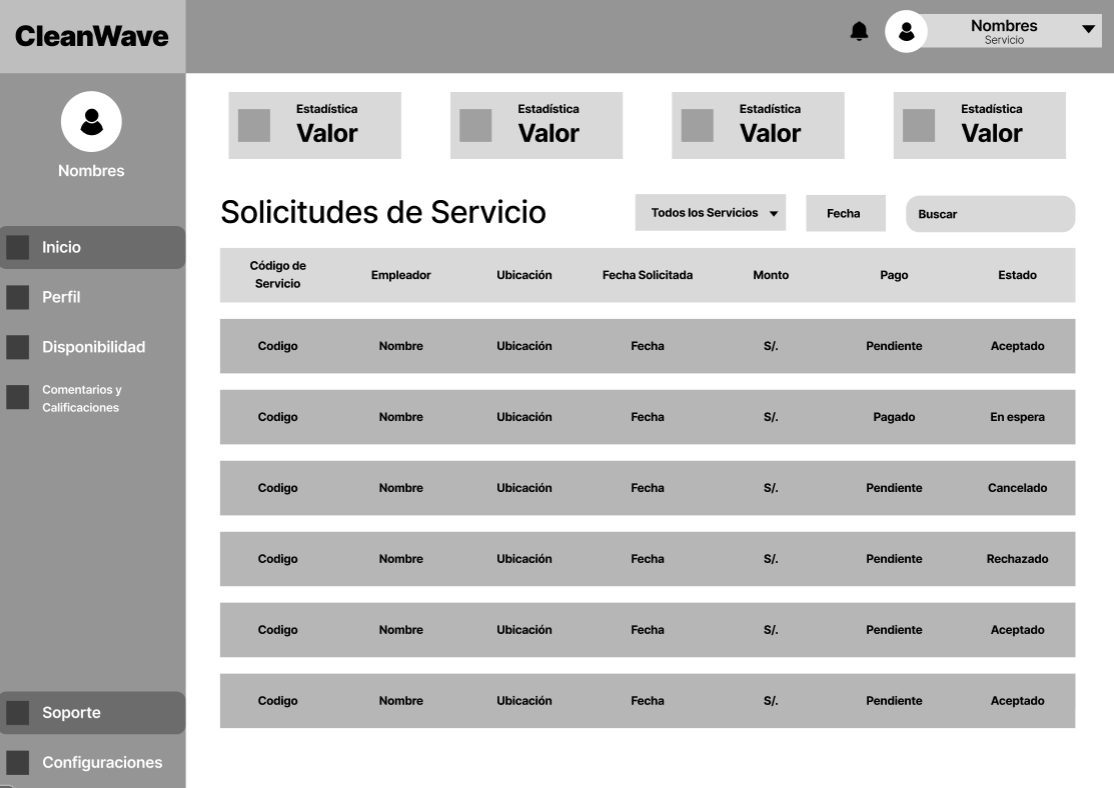 CleanWave
Nombres
Servicio
Nombres
Inicio
Perfil
Disponibilidad
Comentarios y
Calificaciones
Soporte
Configuraciones
Estadística
Valor
Estadística
Valor
Estadística
Valor
Estadística
Valor
Solicitudes de Servicio
Todos los Servicios
Fecha
Buscar
Código de
Servicio
Empleador
Ubicación
Fecha Solicitada
Monto
Pago
Estado
Codigo Nombre Ubicación Fecha S/. Pendiente Aceptado
Codigo Nombre Ubicación Fecha S/. Pagado En espera
Codigo Nombre Ubicación Fecha S/. Pendiente Cancelado
Codigo Nombre Ubicación Fecha S/. Pendiente Rechazado
Codigo Nombre Ubicación Fecha S/. Pendiente Aceptado
Codigo Nombre Ubicación Fecha S/. Pendiente Aceptado